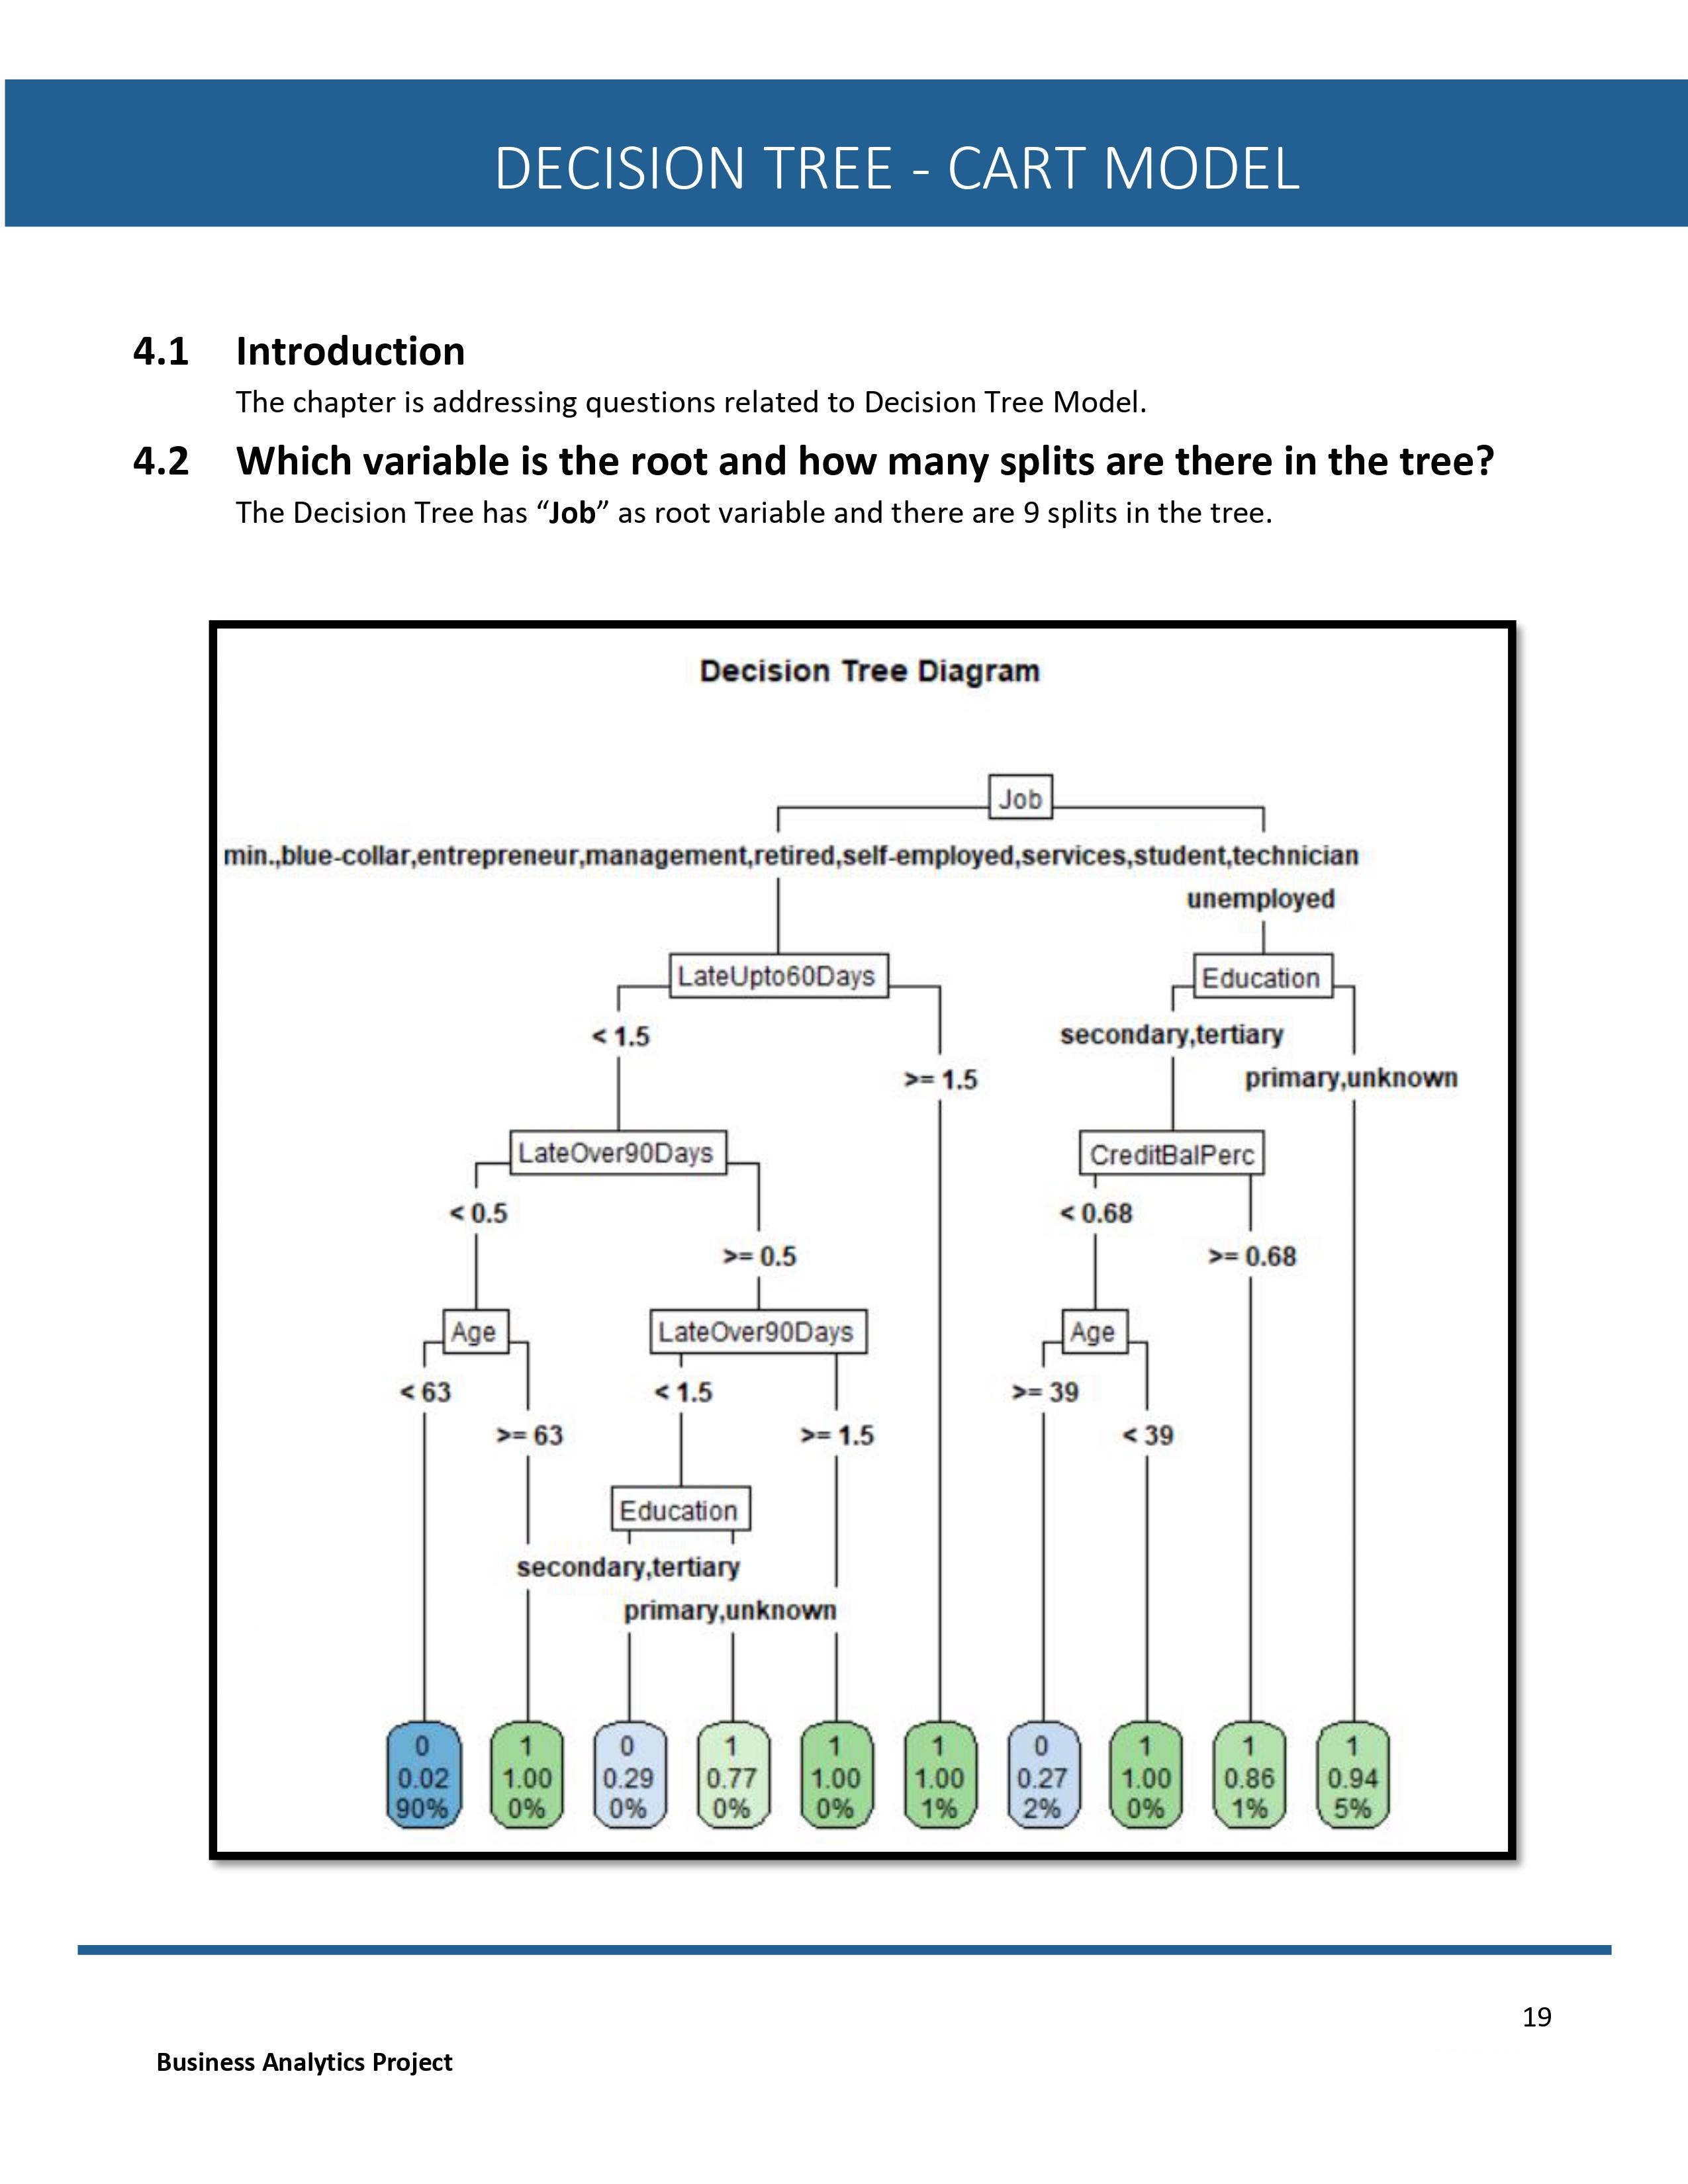 DECISION TREE - CART MODEL
4.1 Introduction
The chapter is addressing questions related to Decision Tree Model.
4.2 Which variable is the root and how many splits are there in the tree?
The Decision Tree has “Job” as root variable and there are 9 splits in the tree.
Decision Tree Diagram
Job
min.,blue-collar,entrepreneur,management,retired,self-employed,services,student,technician
unemployed
LateUpto60Days Education
< 1.5 secondary,tertiary
>= 1.5 primary,unknown
LateOver90Days CreditBalPerc
< 0.5 < 0.68
>= 0.5 >= 0.68
Age LateOver90Days Age
< 63 < 1.5 >= 39
>= 63 >= 1.5 < 39
Education
secondary,tertiary
primary,unknown
0 1 0 1 1 1 0 1 1 1
0.02 1.00 0.29 0.77 1.00 1.00 0.27 1.00 0.86 0.94
90% 0% 0% 0% 0% 1% 2% 0% 1% 5%
19
Business Analytics Project